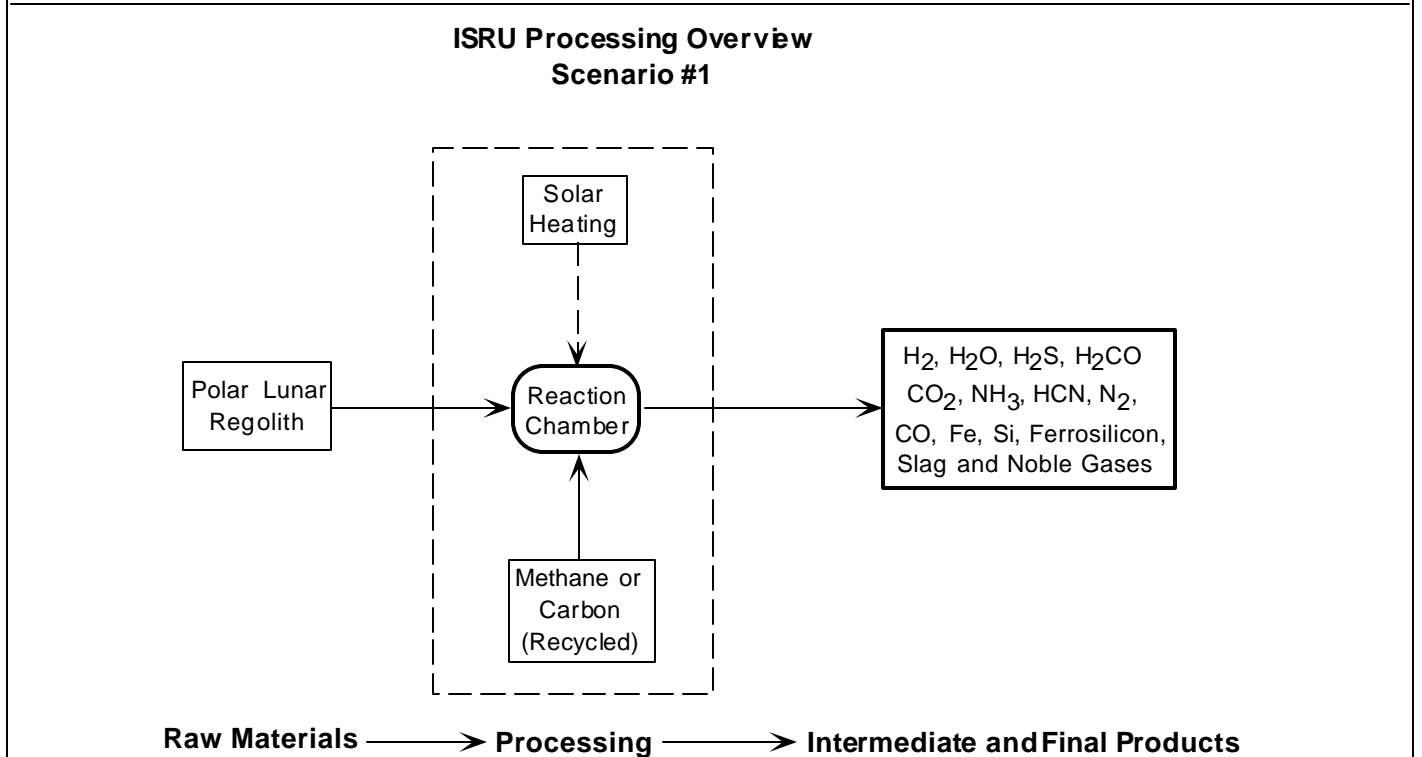 ISRU Processing Overview
Scenario #1
Solar
Heating
Polar Lunar
Regolith
Reaction
Chamber
H2, H2O, H2S, H2CO
CO2, NH3, HCN, N2,
CO, Fe, Si, Ferrosilicon,
Slag and Noble Gases
Methane or
Carbon
(Recycled)
Raw Materials Processing Intermediate and Final Products